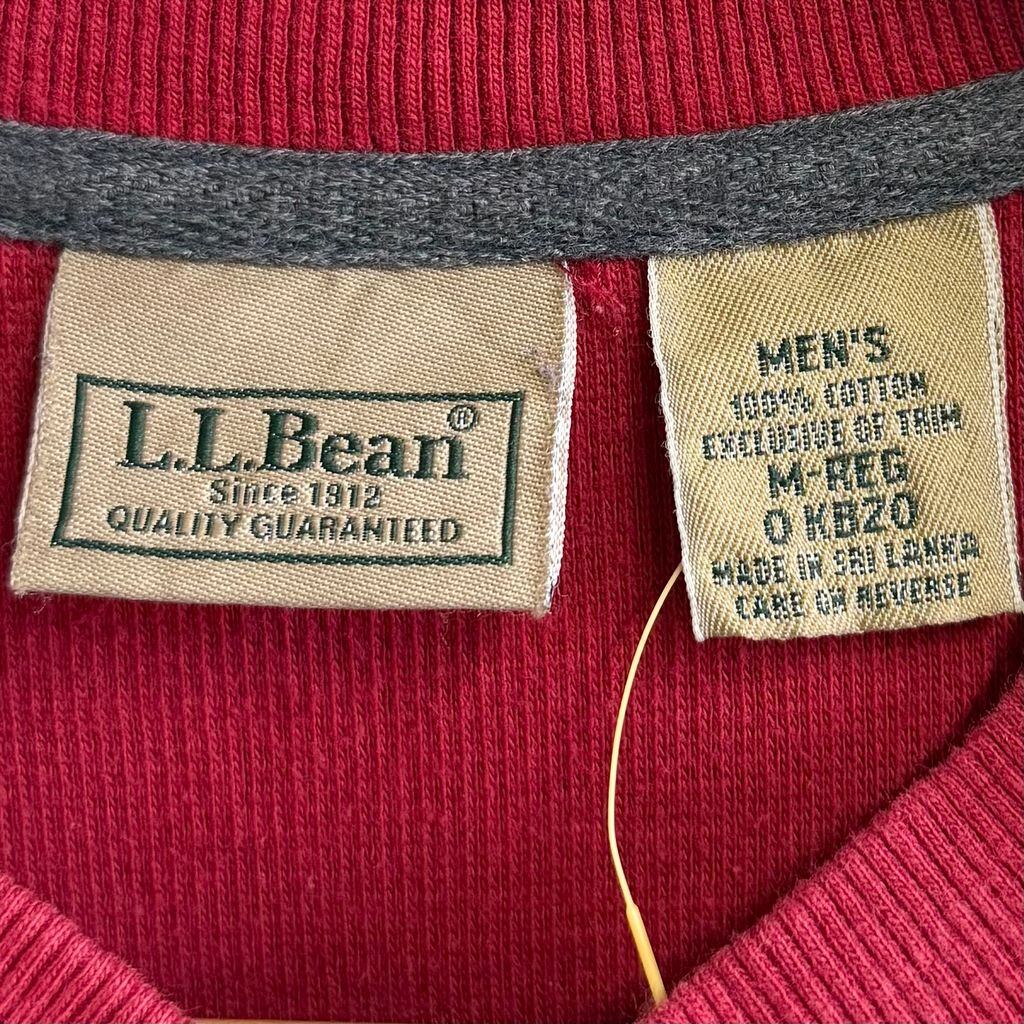 L.L.Bean®
Since 1912
QUALITY GUARANTEED
MEN'S
100% COTTON
EXCLUSIVE OF TRIM
M-REG
0 KBZ0
MADE IN SRI LANKA
CARE ON REVERSE